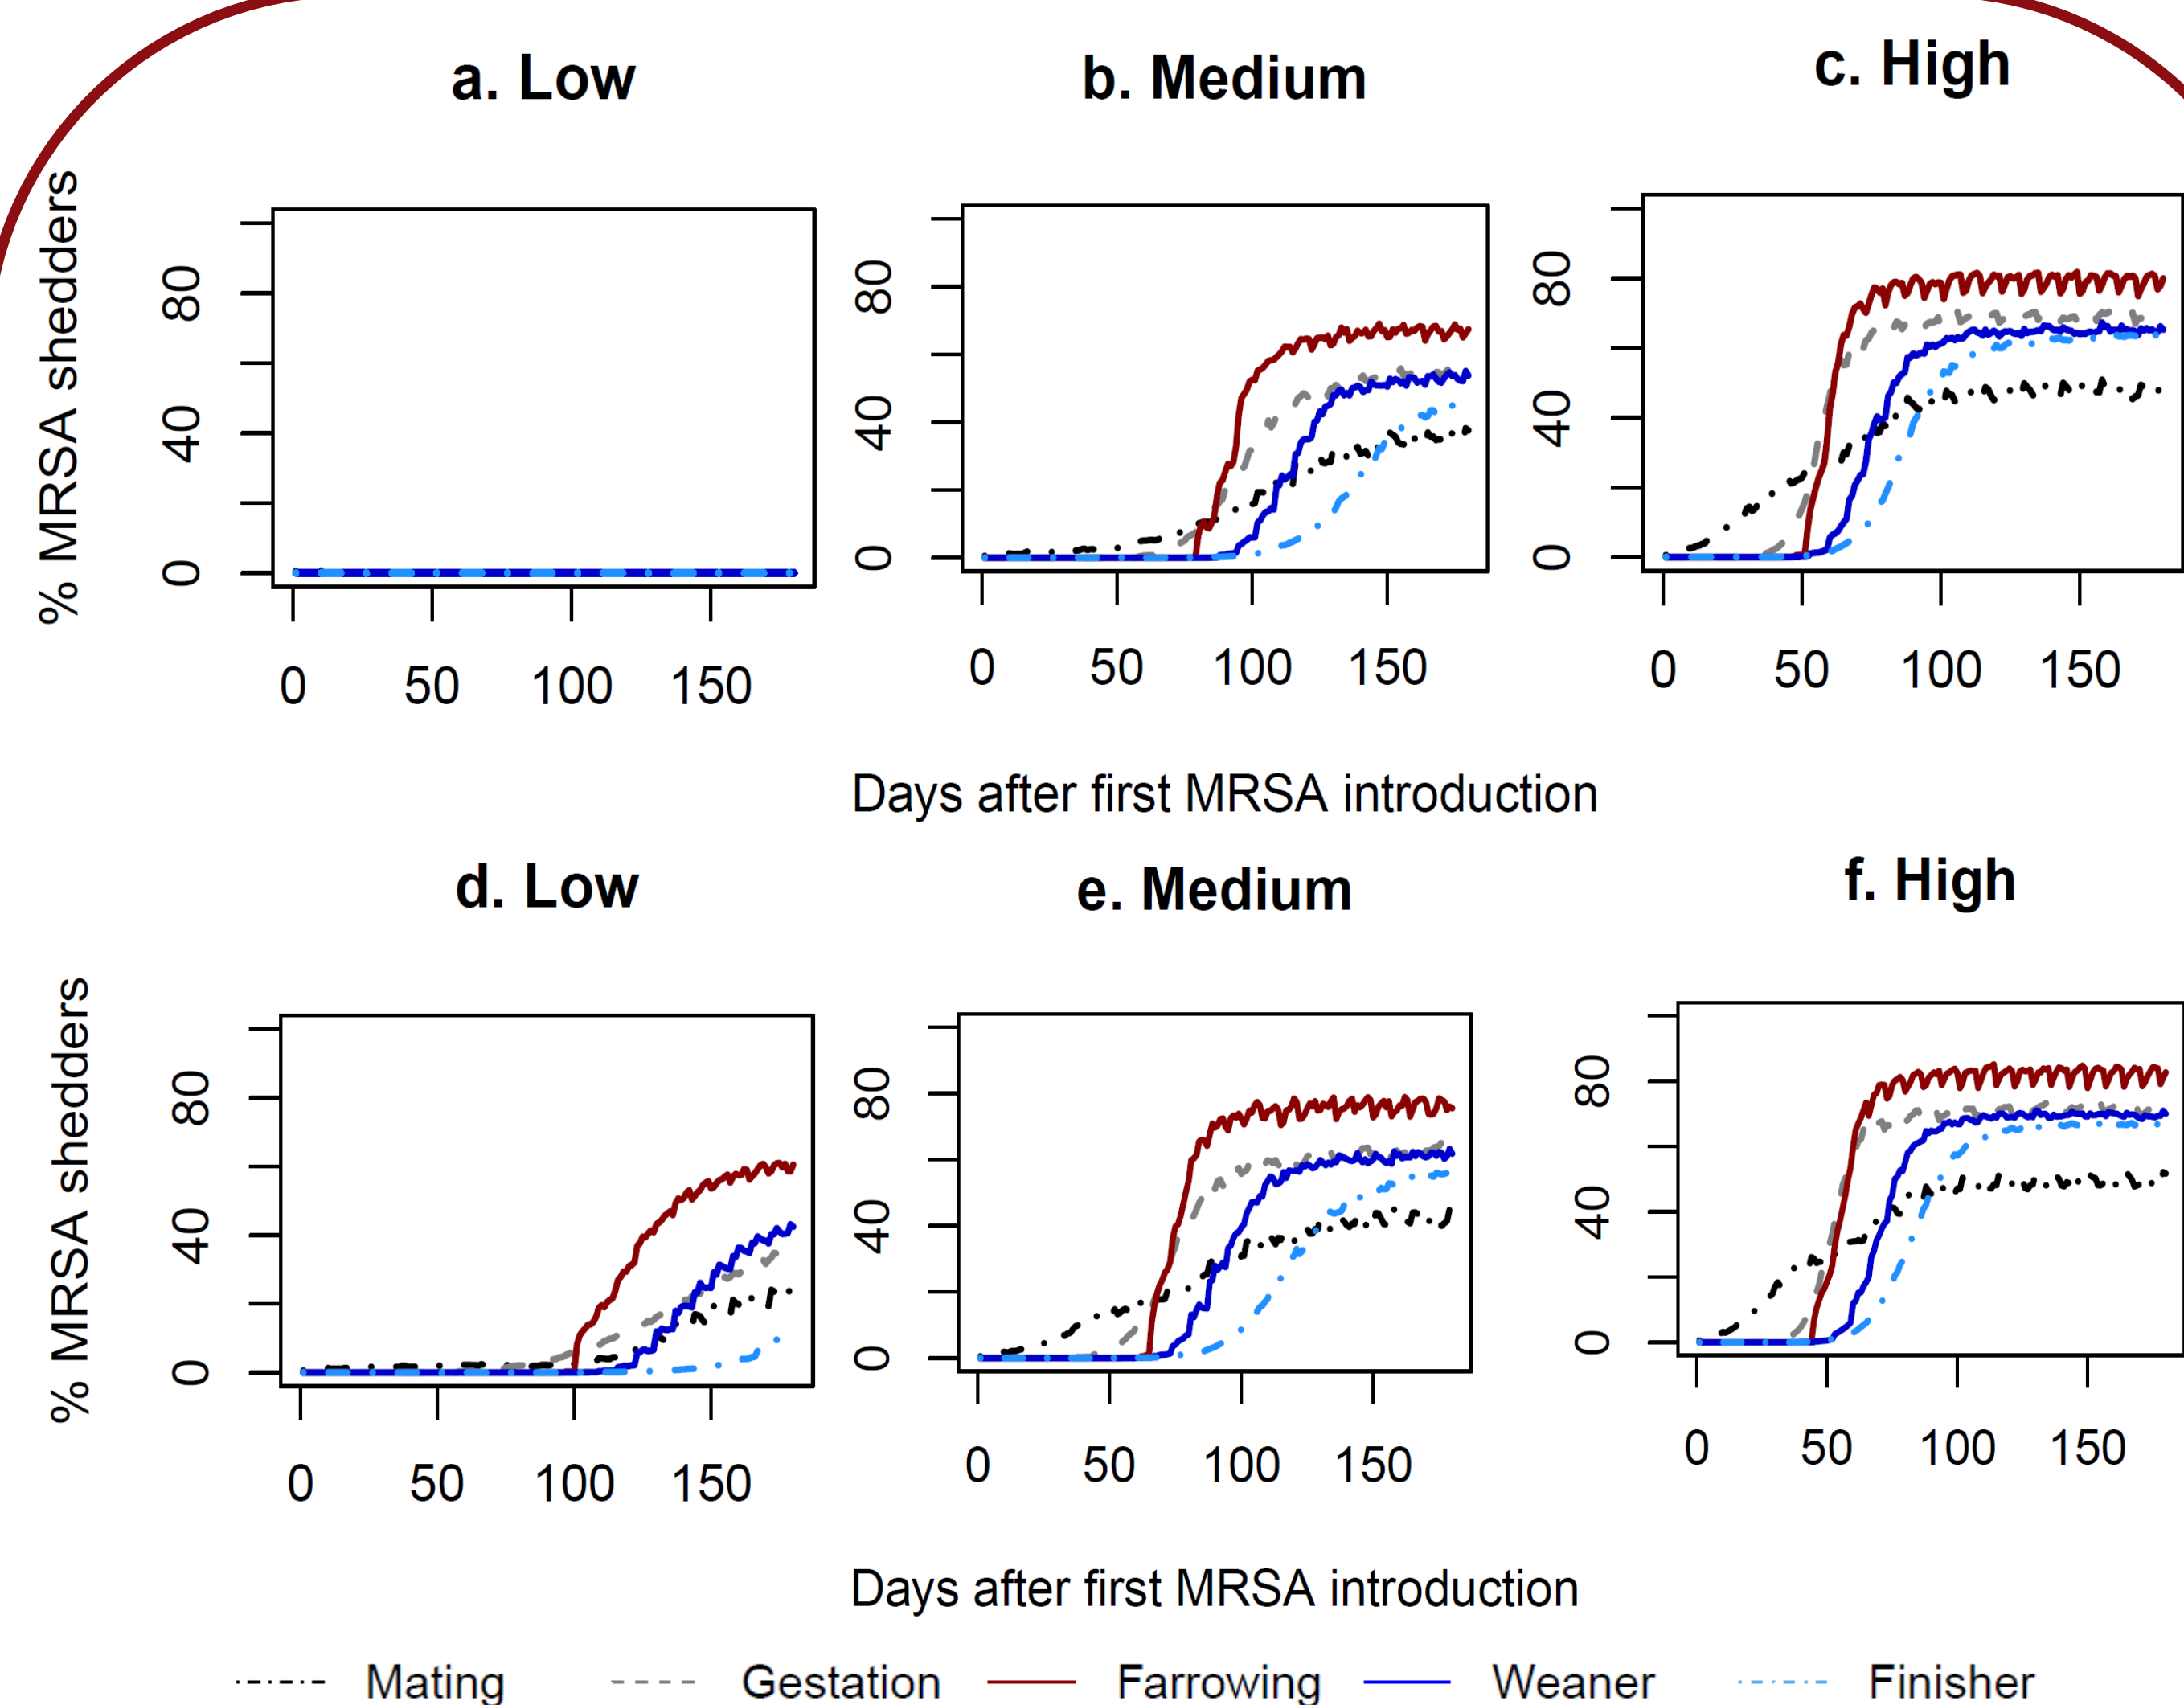 a. Low
b. Medium
c. High
% MRSA shedders
0 40 80
0 40 80
0 40 80
0 50 100 150
0 50 100 150
0 50 100 150
Days after first MRSA introduction
d. Low
e. Medium
f. High
% MRSA shedders
0 40 80
0 40 80
0 40 80
0 50 100 150
0 50 100 150
0 50 100 150
Days after first MRSA introduction
Mating Gestation Farrowing Weaner Finisher